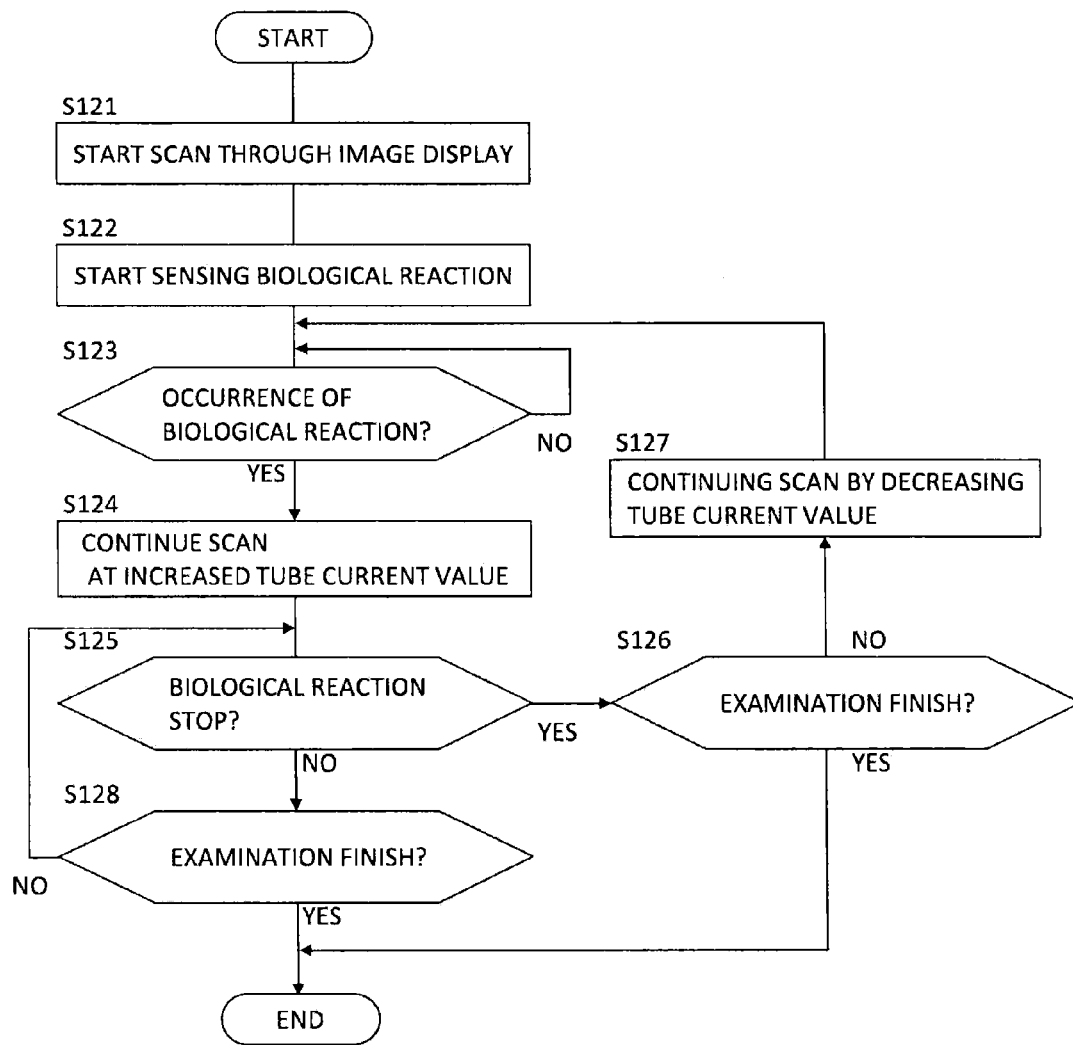 START
S121
START SCAN THROUGH IMAGE DISPLAY
S122
START SENSING BIOLOGICAL REACTION
S123
OCCURRENCE OF
BIOLOGICAL REACTION?
NO
YES
S124
CONTINUE SCAN
AT INCREASED TUBE CURRENT VALUE
S125
BIOLOGICAL REACTION
STOP?
YES
NO
S126
EXAMINATION FINISH?
NO
YES
S127
CONTINUING SCAN BY DECREASING
TUBE CURRENT VALUE
S128
EXAMINATION FINISH?
NO
YES
END